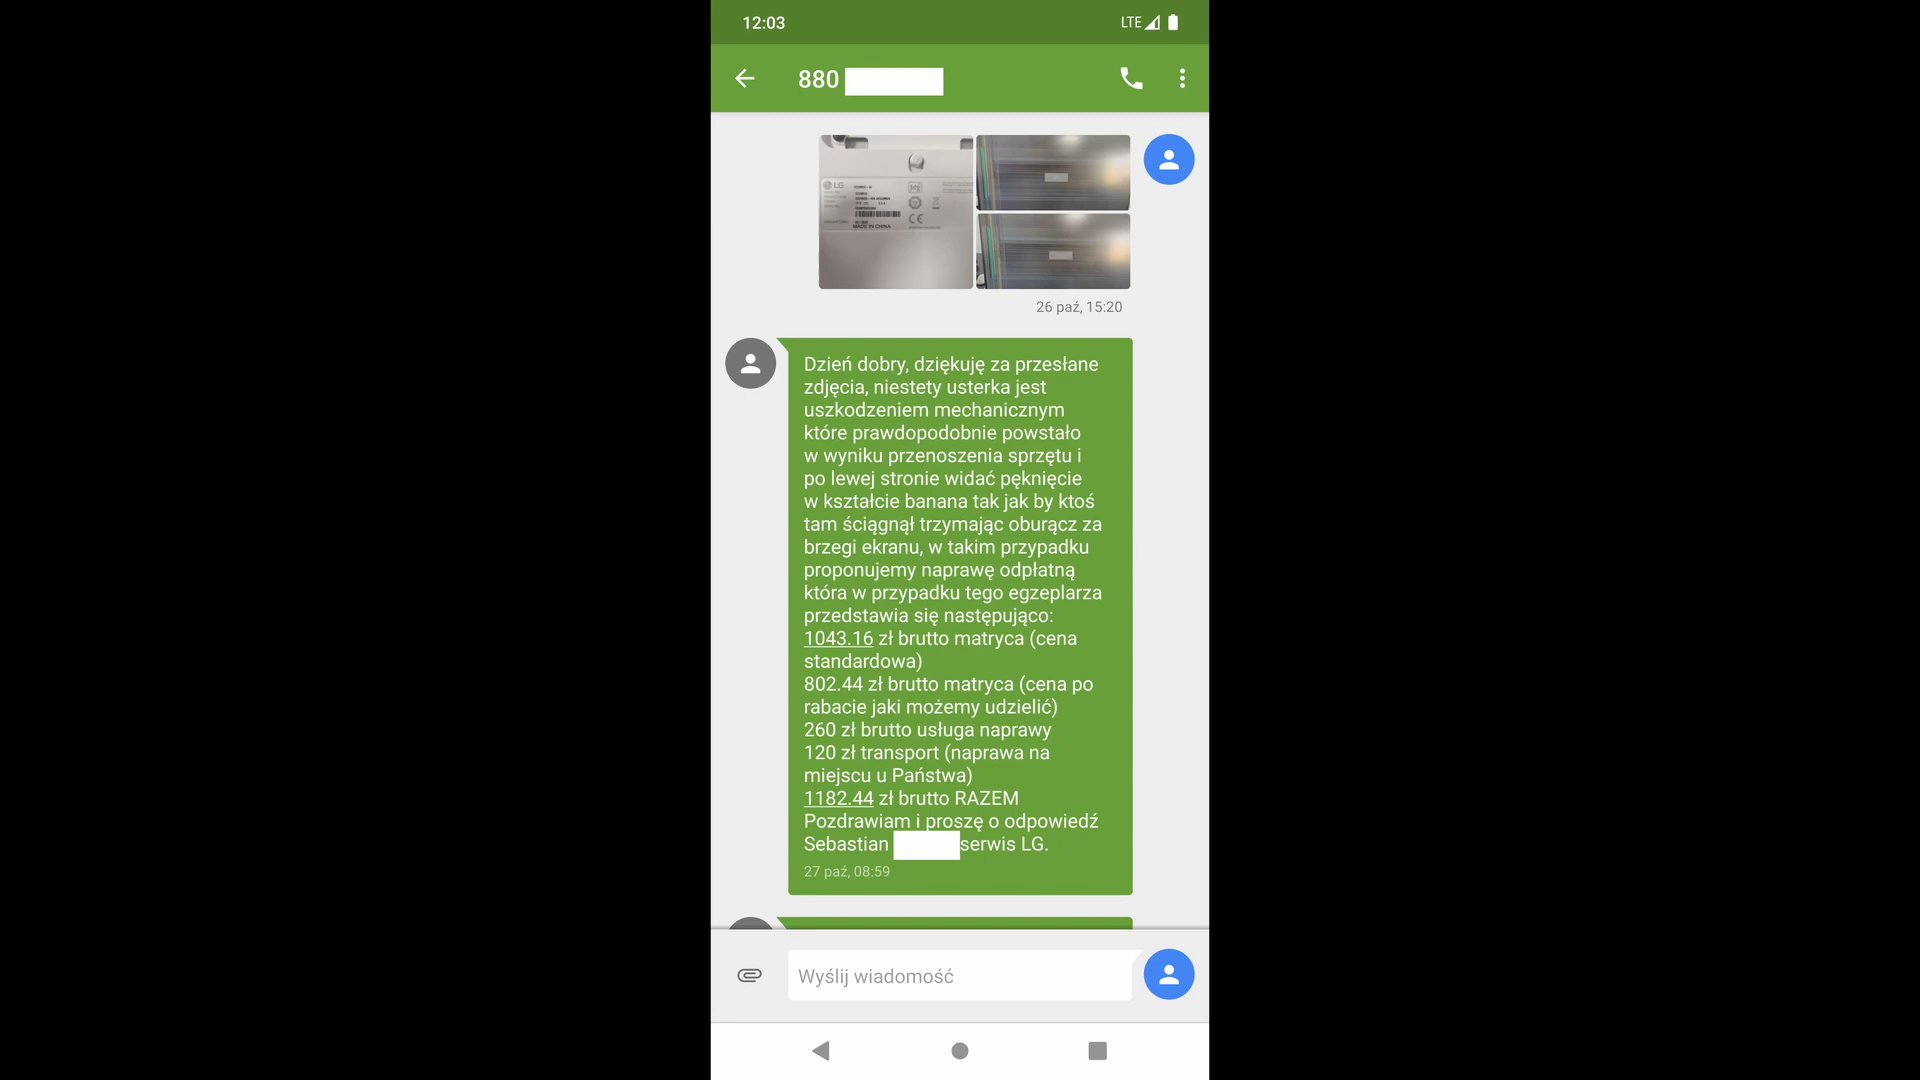 12:03
LTE
880
LG
MADE IN CHINA
26 paź, 15:20
Dzień dobry, dziękuję za przesłane
zdjęcia, niestety usterka jest
uszkodzeniem mechanicznym
które prawdopodobnie powstało
w wyniku przenoszenia sprzętu i
po lewej stronie widać pęknięcie
w kształcie banana tak jak by ktoś
tam ściągnął trzymając oburącz za
brzegi ekranu, w takim przypadku
proponujemy naprawę odpłatną
która w przypadku tego egzeplarza
przedstawia się następująco:
1043.16 zł brutto matryca (cena
standardowa)
802.44 zł brutto matryca (cena po
rabacie jaki możemy udzielić)
260 zł brutto usługa naprawy
120 zł transport (naprawa na
miejscu u Państwa)
1182.44 zł brutto RAZEM
Pozdrawiam i proszę o odpowiedź
Sebastian serwis LG.
27 paź, 08:59
Wyślij wiadomość